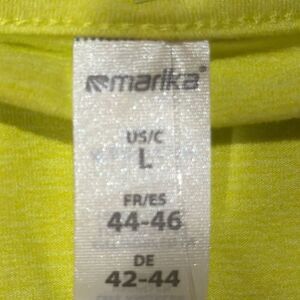 marika®
US/C
L
FR/ES
44-46
DE
42-44